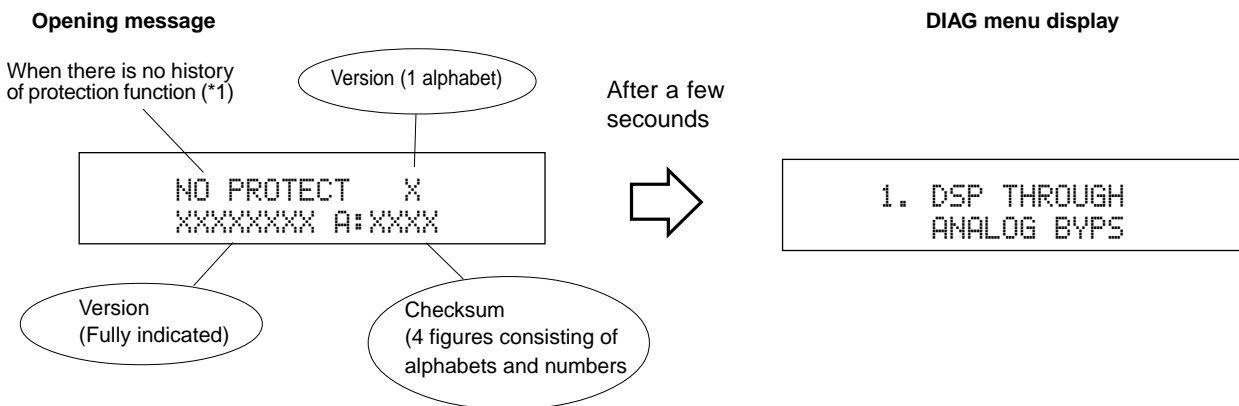 Opening message
DIAG menu display
When there is no history
of protection function (*1)
Version (1 alphabet)
After a few
secounds
NO PROTECT X
XXXXXXXX A:XXXX
1. DSP THROUGH
ANALOG BYPS
Version
(Fully indicated)
Checksum
(4 figures consisting of
alphabets and numbers